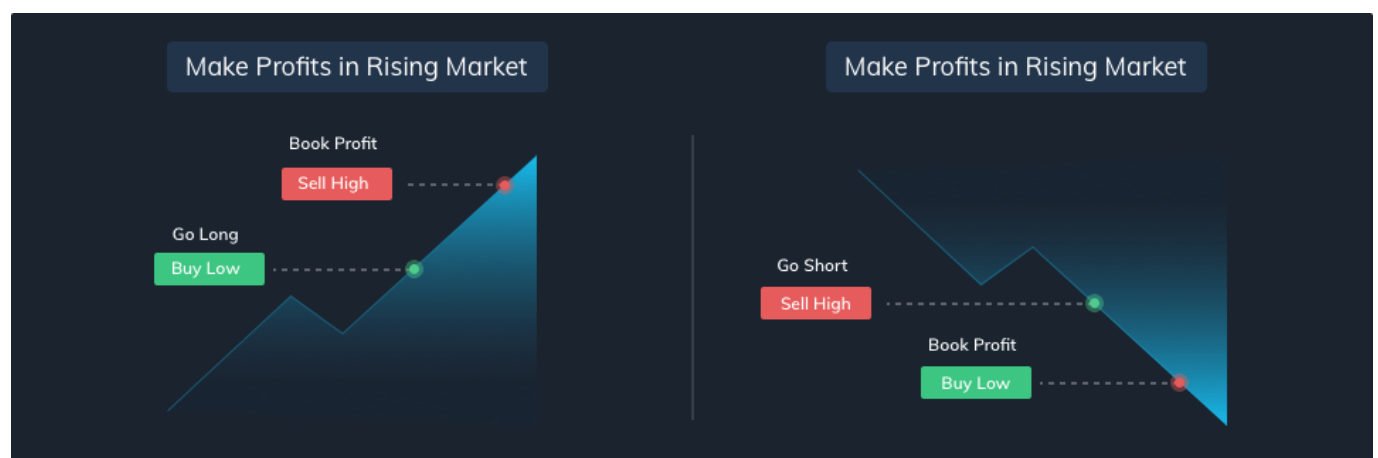 Make Profits in Rising Market
Book Profit
Sell High
Go Long
Buy Low
Make Profits in Rising Market
Go Short
Sell High
Book Profit
Buy Low